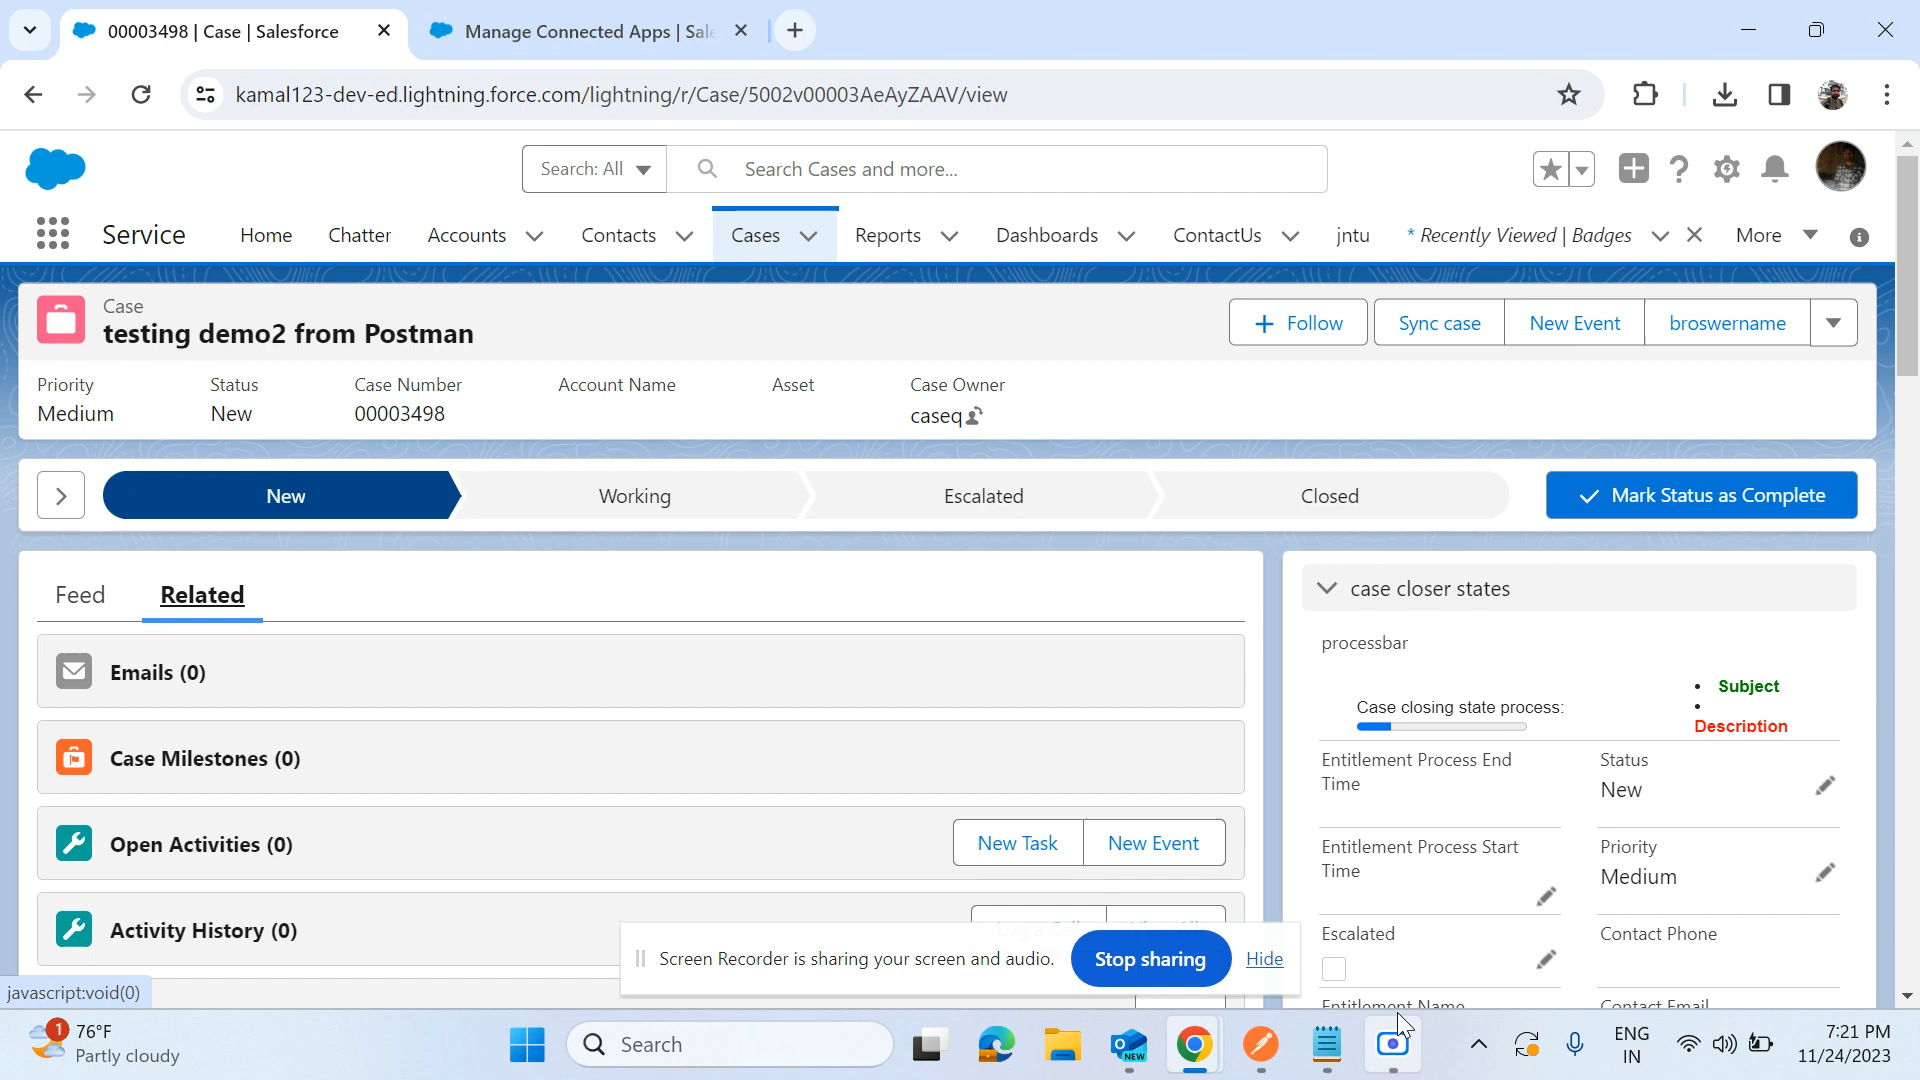 00003498 | Case | Salesforce
Manage Connected Apps | Sal
kamal123-dev-ed.lightning.force.com/lightning/r/Case/5002v00003AeAyZAAV/view
Search: All
Search Cases and more...
Service
Home
Chatter
Accounts
Contacts
Cases
Reports
Dashboards
ContactUs
jntu
* Recently Viewed | Badges
More
Case
testing demo2 from Postman
Follow
Sync case
New Event
broswername
Priority
Medium
Status
New
Case Number
00003498
Account Name
Asset
Case Owner
caseq
New
Working
Escalated
Closed
Mark Status as Complete
Feed
Related
Emails (0)
Case Milestones (0)
Open Activities (0)
New Task
New Event
Activity History (0)
case closer states
processbar
Case closing state process:
• Subject
•
Description
Entitlement Process End
Time
Status
New
Entitlement Process Start
Time
Priority
Medium
Escalated
Contact Phone
Entitlement Name
Contact Email
Screen Recorder is sharing your screen and audio.
Stop sharing
Hide
javascript:void(0)
1
76°F
Partly cloudy
Search
NEW
ENG
IN
7:21 PM
11/24/2023